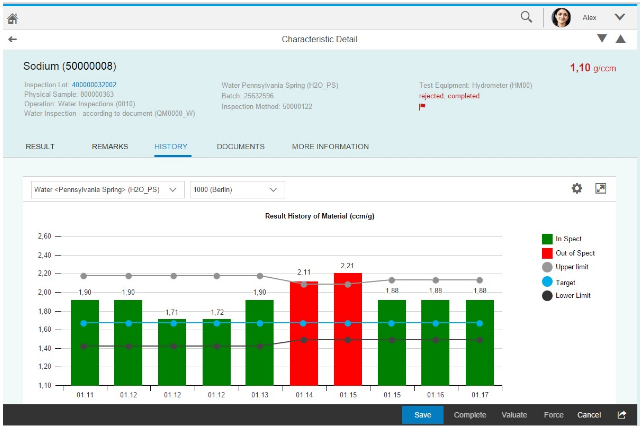 Alex
Characteristic Detail
Sodium (50000008)
1,10 g/ccm
Inspection Lot: 400000032002
Physical Sample: 800000363
Operation: Water Inspections (0010)
Water Inspection - according to document (QM0000_W)
Water Pennsylvania Spring (H2O_PS)
Batch: 25632596
Inspection Method: 50000122
Test Equipment: Hydrometer (HM00)
rejected, completed
RESULT REMARKS HISTORY DOCUMENTS MORE INFORMATION
Water <Pennsylvania Spring> (H2O_PS) 1000 (Berlin)
Result History of Material (ccm/g)
2,60
2,40
2,20
2,00
1,80
1,60
1,40
1,20
1,10
1,90 1,90 1,71 1,72 1,90 2.11 2.21 1,88 1,88 1,88
01.11 01.12 01.12 01.12 01.13 01.14 01.15 01.15 01.16 01.17
In Spect
Out of Spect
Upper limit
Target
Lower Limit
Save Complete Valuate Force Cancel